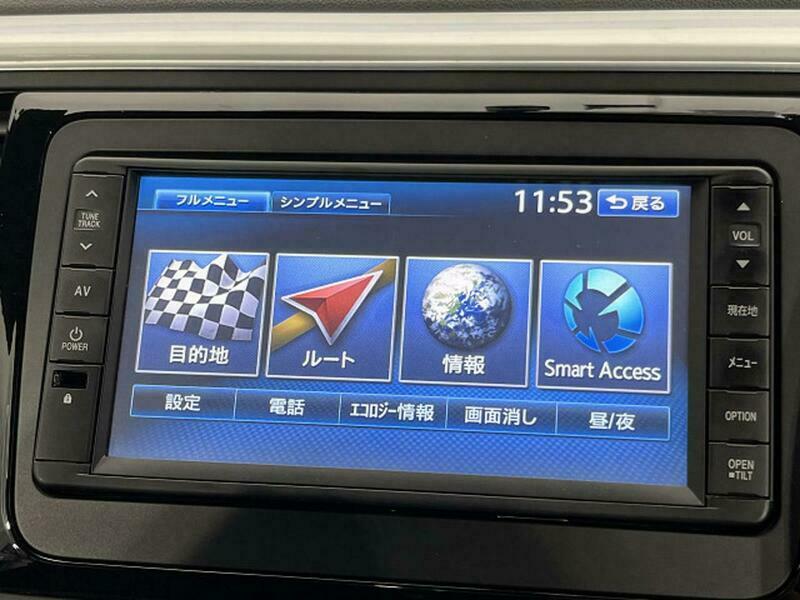 フルメニュー シンプルメニュー 11:53 戻る
目的地 ルート 情報 Smart Access
設定 電話 エコロジー情報 画面消し 昼/夜
TUNE
TRACK
AV
POWER
VOL
現在地
メニュー
OPTION
OPEN
TILT